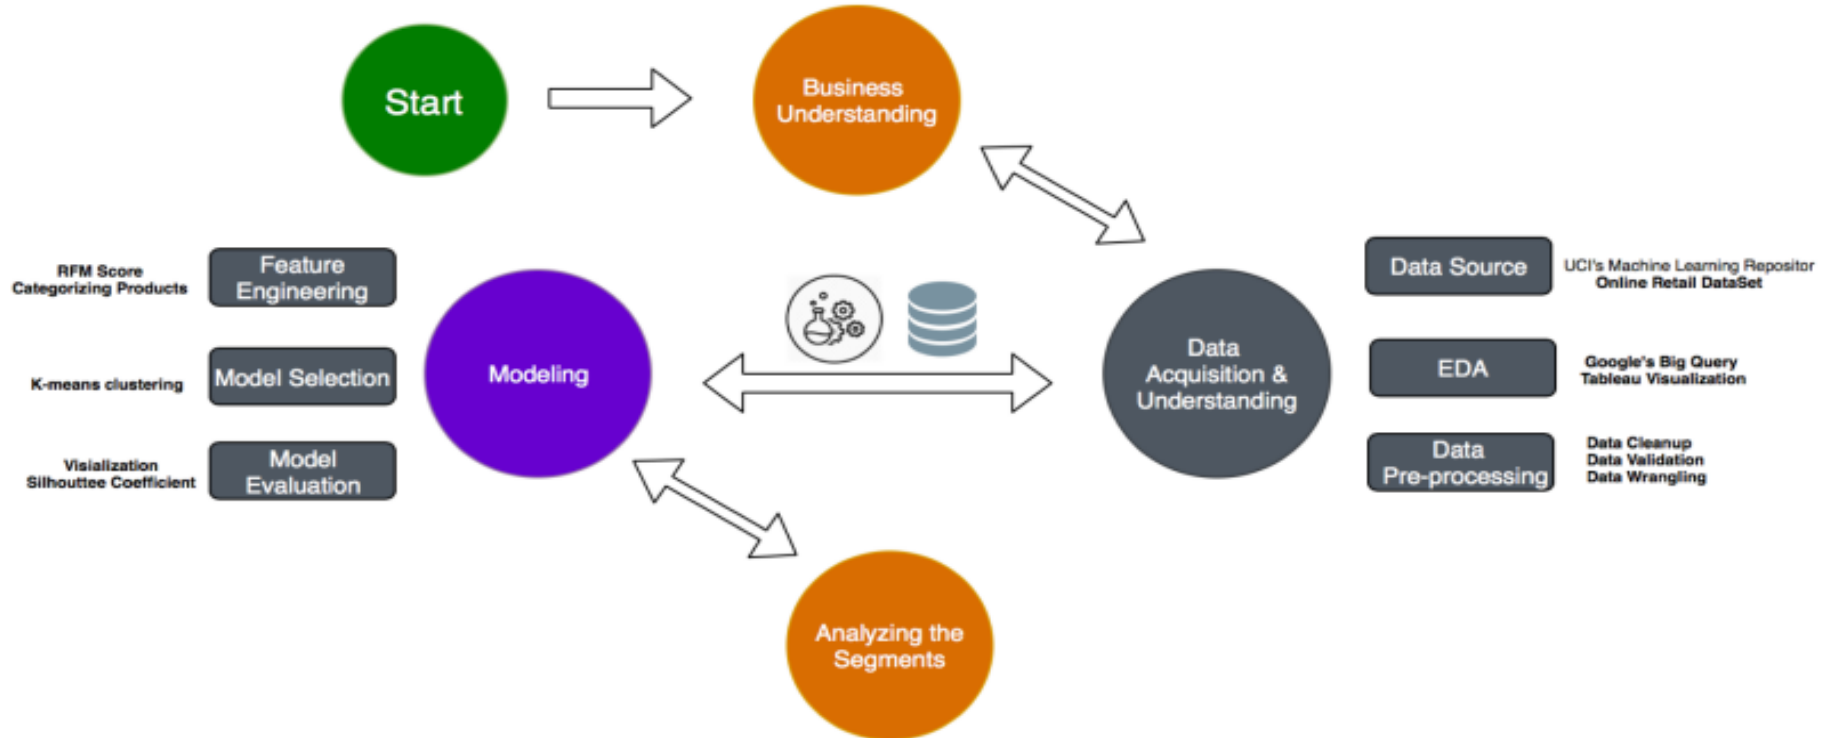 Start
Business
Understanding
RFM Score
Categorizing Products
Feature
Engineering
K-means clustering
Model Selection
Visialization
Silhouttee Coefficient
Model
Evaluation
Modeling
Data
Acquisition &
Understanding
Data Source
UCI's Machine Learning Repositor
Online Retail DataSet
EDA
Google's Big Query
Tableau Visualization
Data
Pre-processing
Data Cleanup
Data Validation
Data Wrangling
Analyzing the
Segments